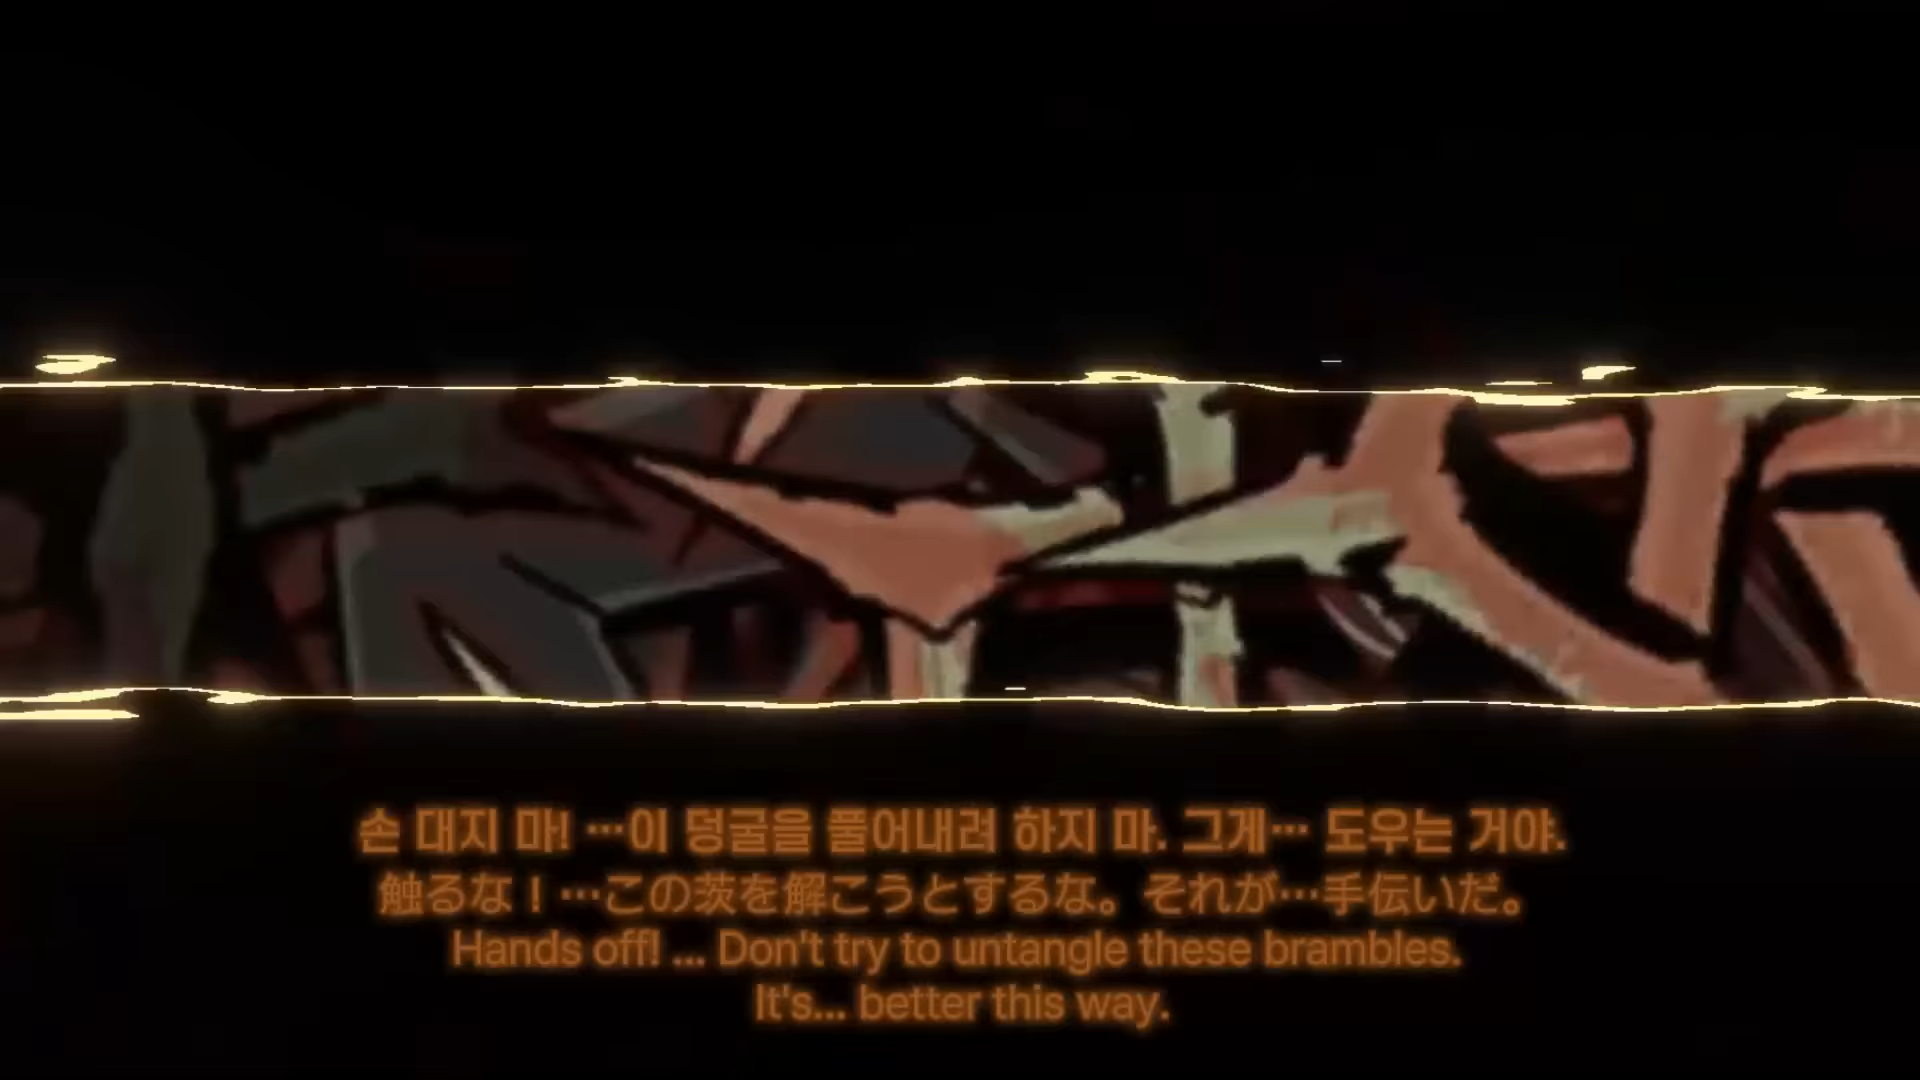 손 대지 마! …이 덩굴을 풀어내려 하지 마. 그게… 도우는 거야.
触るな！…この茨を解こうとするな。それが…手伝いだ。
Hands off! ... Don't try to untangle these brambles.
It's... better this way.